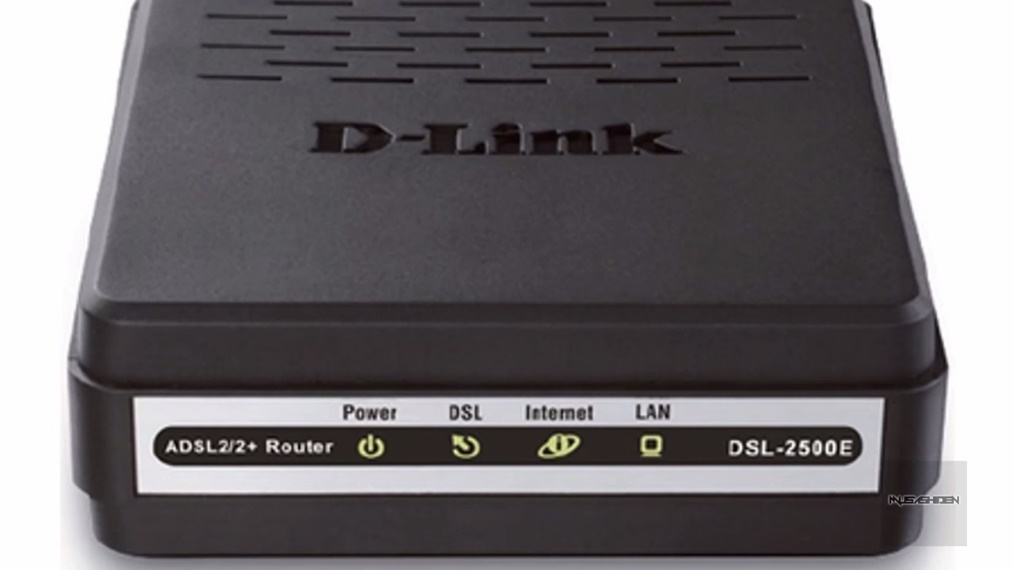 D-Link
Power DSL Internet LAN
ADSL2/2+ Router DSL-2500E